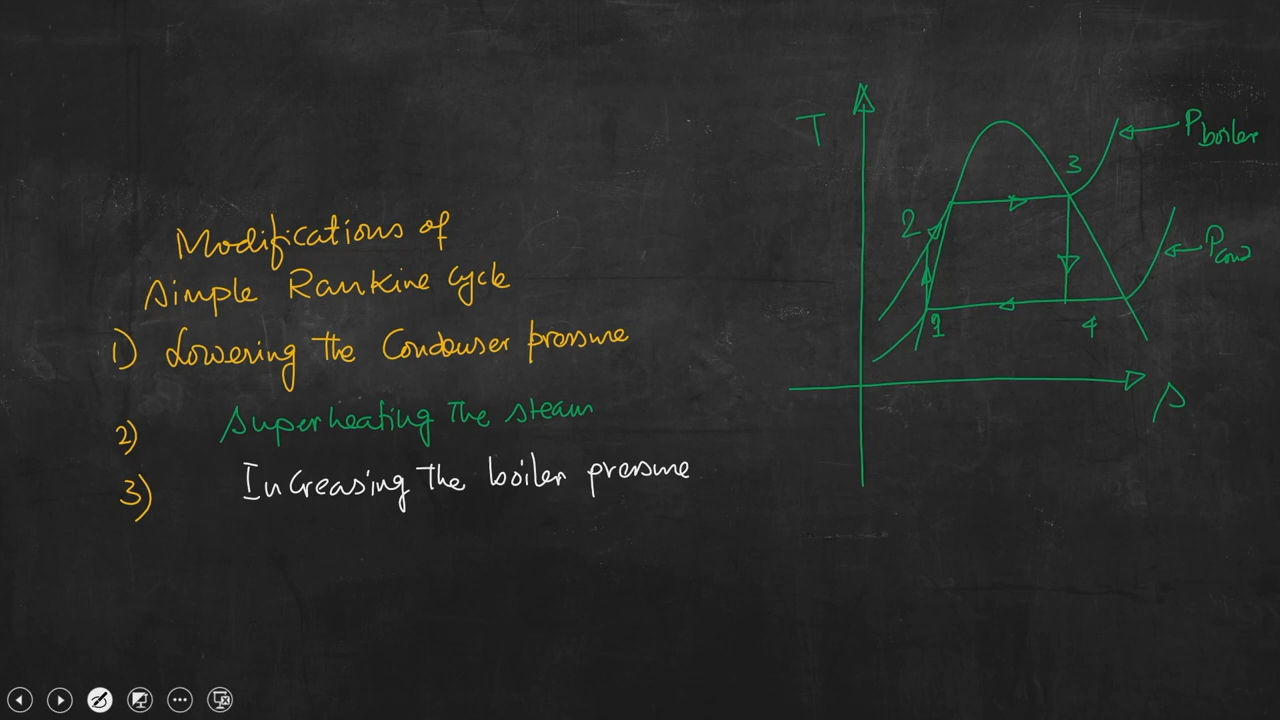 Modifications of
Simple Rankine cycle
1) Lowering the Condenser pressure
2) Superheating the steam
3) Increasing the boiler pressure
T
P boiler
3
2
P cond
1
4
s